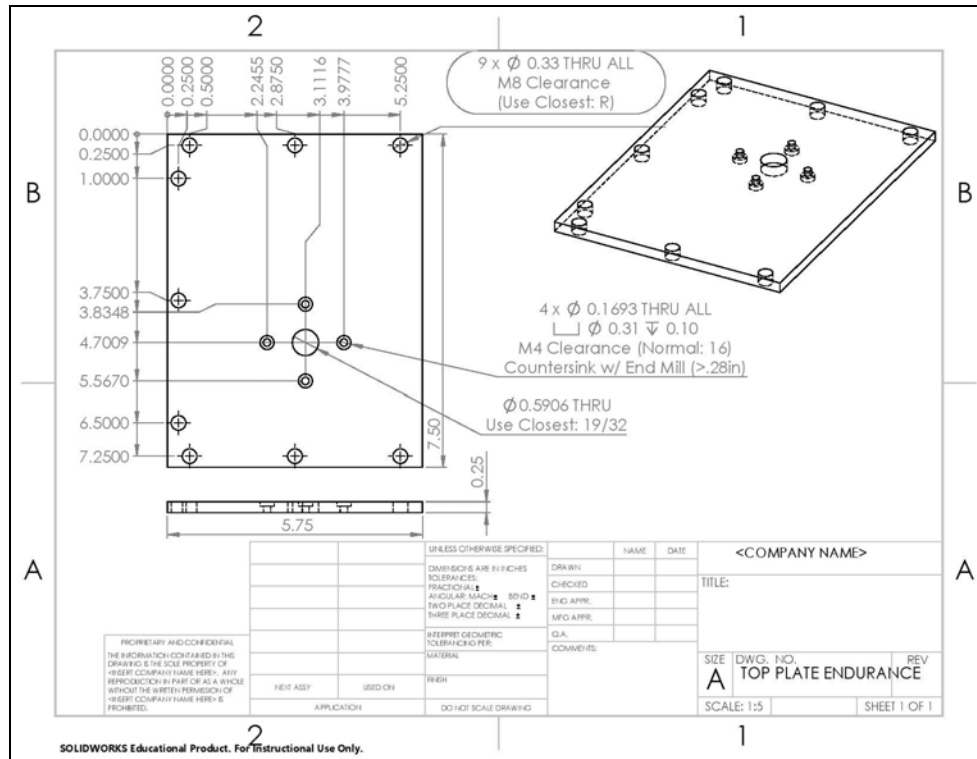 2
1
9 x Ø 0.33 THRU ALL
M8 Clearance
(Use Closest: R)
0.0000
0.2500
0.5000
2.2455
2.8750
3.1116
3.9777
5.2500
0.0000
0.2500
1.0000
3.7500
3.8348
4.7009
5.5670
6.5000
7.2500
B
B
4 x Ø 0.1693 THRU ALL
⌴ Ø 0.31 ↧ 0.10
M4 Clearance (Normal: 16)
Countersink w/ End Mill (>.28in)
Ø0.5906 THRU
Use Closest: 19/32
7.50
0.25
5.75
A
A
UNLESS OTHERWISE SPECIFIED:
DIMENSIONS ARE IN INCHES
TOLERANCES:
FRACTIONAL ±
ANGULAR: MACH± BEND ±
TWO PLACE DECIMAL ±
THREE PLACE DECIMAL ±
INTERPRET GEOMETRIC
TOLERANCING PER:
MATERIAL
FINISH
DO NOT SCALE DRAWING
NAME DATE
DRAWN
CHECKED
ENG APPR.
MFG APPR.
Q.A.
COMMENTS:
<COMPANY NAME>
TITLE:
SIZE DWG. NO. REV
A TOP PLATE ENDURANCE
SCALE: 1:5 SHEET 1 OF 1
PROPRIETARY AND CONFIDENTIAL
THE INFORMATION CONTAINED IN THIS
DRAWING IS THE SOLE PROPERTY OF
<INSERT COMPANY NAME HERE>. ANY
REPRODUCTION IN PART OR AS A WHOLE
WITHOUT THE WRITTEN PERMISSION OF
<INSERT COMPANY NAME HERE> IS
PROHIBITED.
NEXT ASSY USED ON
APPLICATION
2
1
SOLIDWORKS Educational Product. For Instructional Use Only.